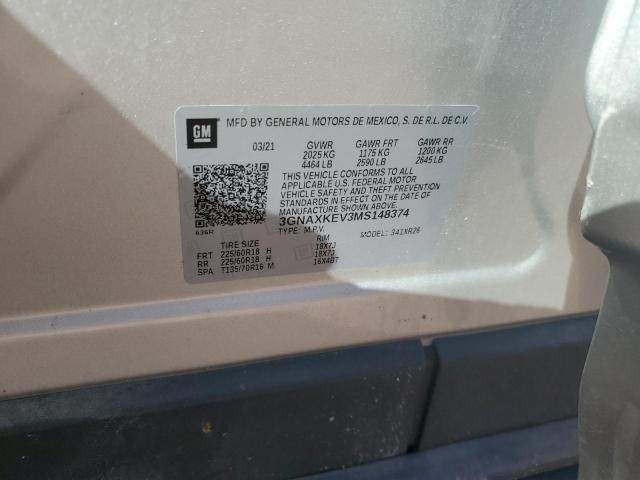 GM
MFD BY GENERAL MOTORS DE MEXICO, S. DE R.L. DE C.V.
03/21 GVWR GAWR FRT GAWR RR
2025 KG 1175 KG 1200 KG
4464 LB 2590 LB 2645 LB
THIS VEHICLE CONFORMS TO ALL
APPLICABLE U.S. FEDERAL MOTOR
VEHICLE SAFETY, BUMPER, AND THEFT
PREVENTION STANDARDS IN EFFECT ON
THE DATE OF MANUFACTURE SHOWN ABOVE.
3GNAXKEV3MS148374
TYPE: M.P.V. MODEL: 341XR26
636R
TIRE SIZE RIM
FRT 225/60R18 H 18X7J
RR 225/60R18 H 18X7J
SPA T135/70R16 M 16X4BT